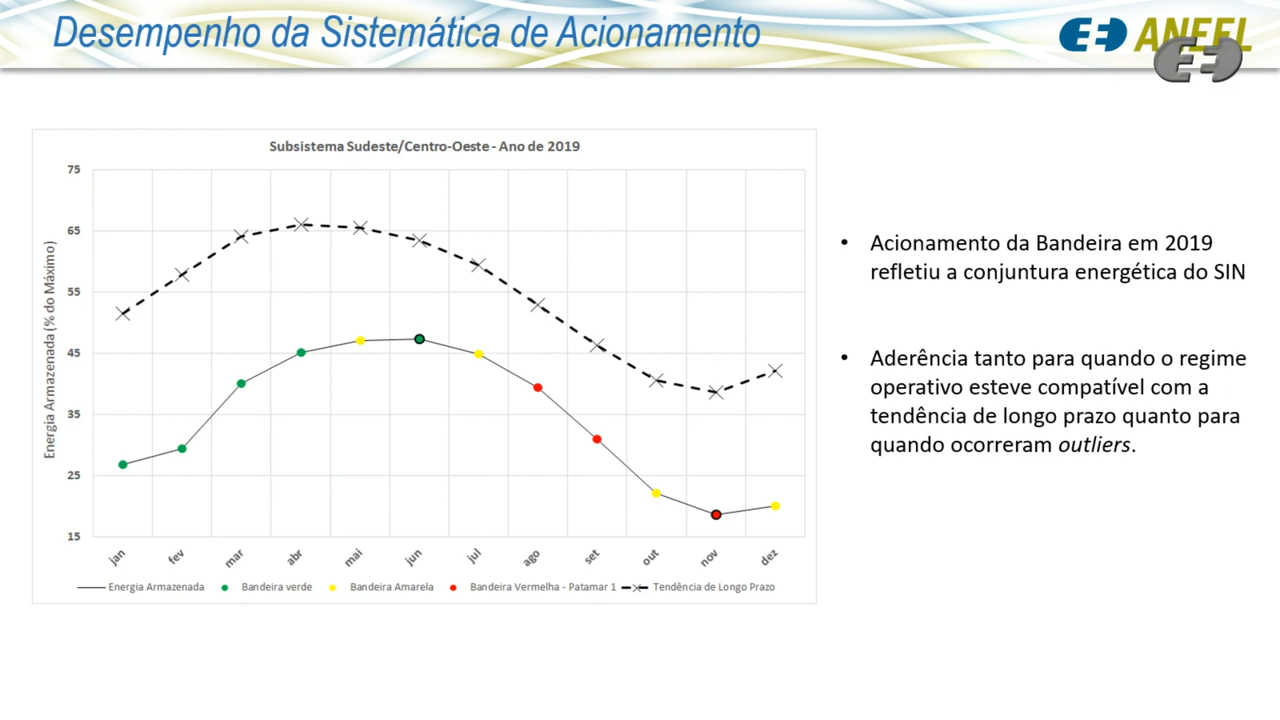 Desempenho da Sistemática de Acionamento
ANEEL
Subsistema Sudeste/Centro-Oeste - Ano de 2019
Energia Armazenada (% do Máximo)
75
65
55
45
35
25
15
jan
fev
mar
abr
mai
jun
jul
ago
set
out
nov
dez
Energia Armazenada
Bandeira verde
Bandeira Amarela
Bandeira Vermelha - Patamar 1
Tendência de Longo Prazo
• Acionamento da Bandeira em 2019
refletiu a conjuntura energética do SIN
• Aderência tanto para quando o regime
operativo esteve compatível com a
tendência de longo prazo quanto para
quando ocorreram outliers.